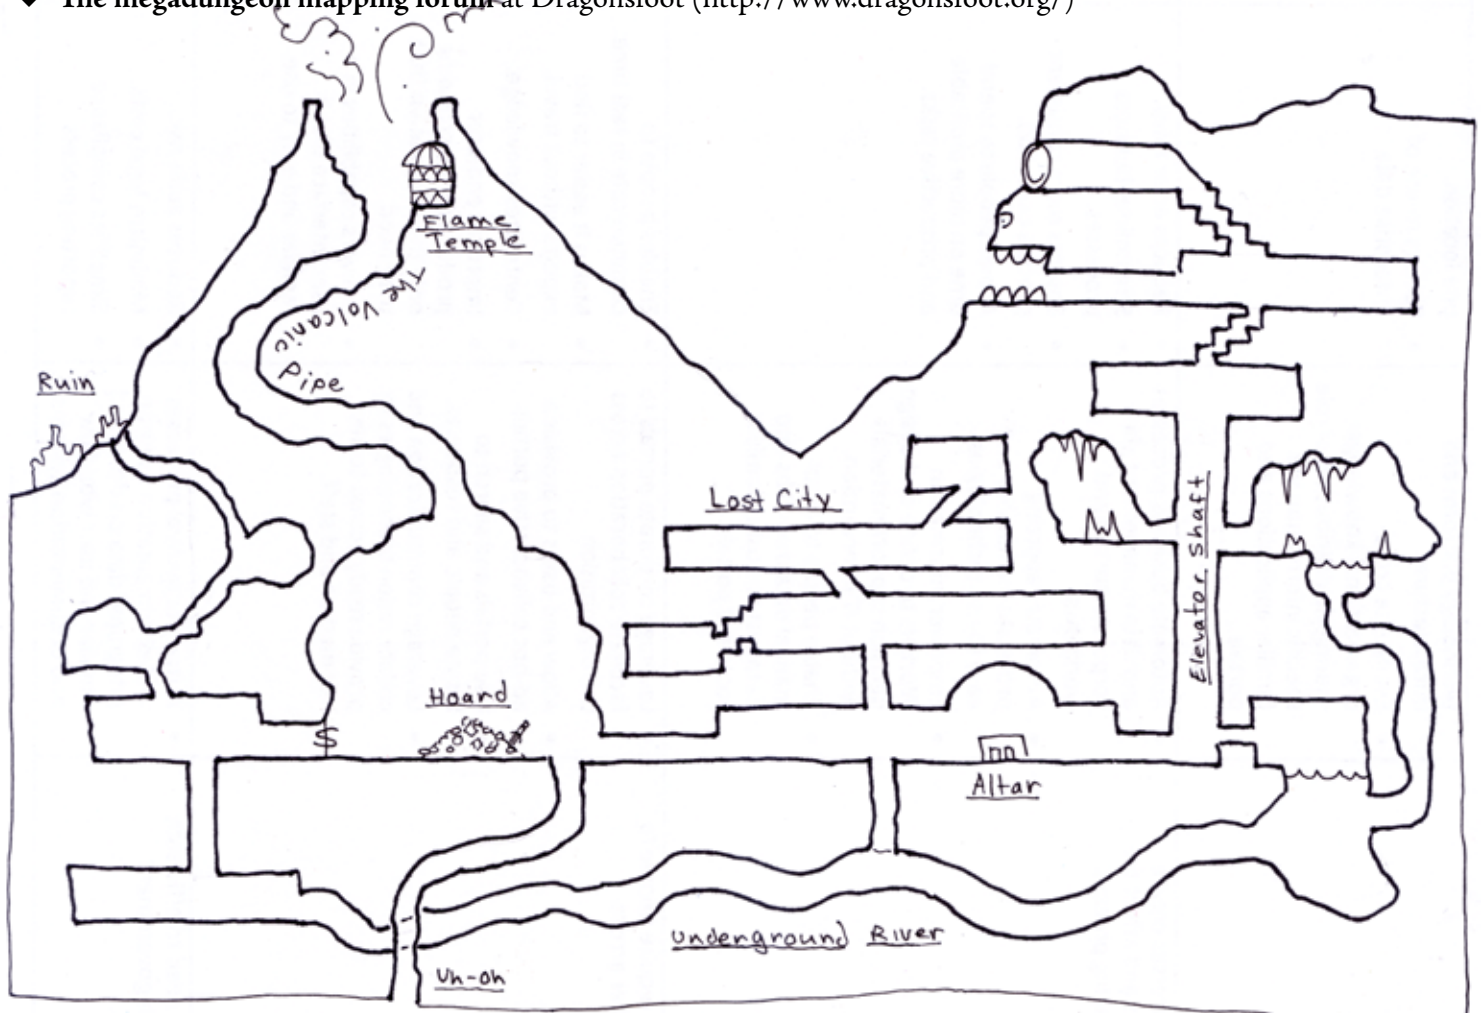 ◆ The megadungeon mapping forum at Dragonsfoot (http://www.dragonsfoot.org/)
Flame
Temple
The Volcanic
Pipe
Ruin
Lost City
Elevator Shaft
Hoard
$
Altar
Underground River
Uh-oh